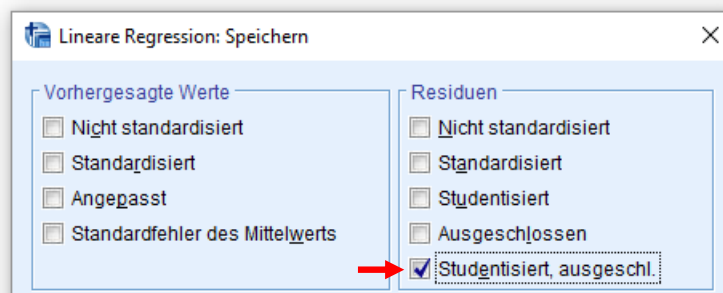 Lineare Regression: Speichern
Vorhergesagte Werte
Nicht standardisiert
Standardisiert
Angepasst
Standardfehler des Mittelwerts
Residuen
Nicht standardisiert
Standardisiert
Studentisiert
Ausgeschlossen
Studentisiert, ausgeschl.